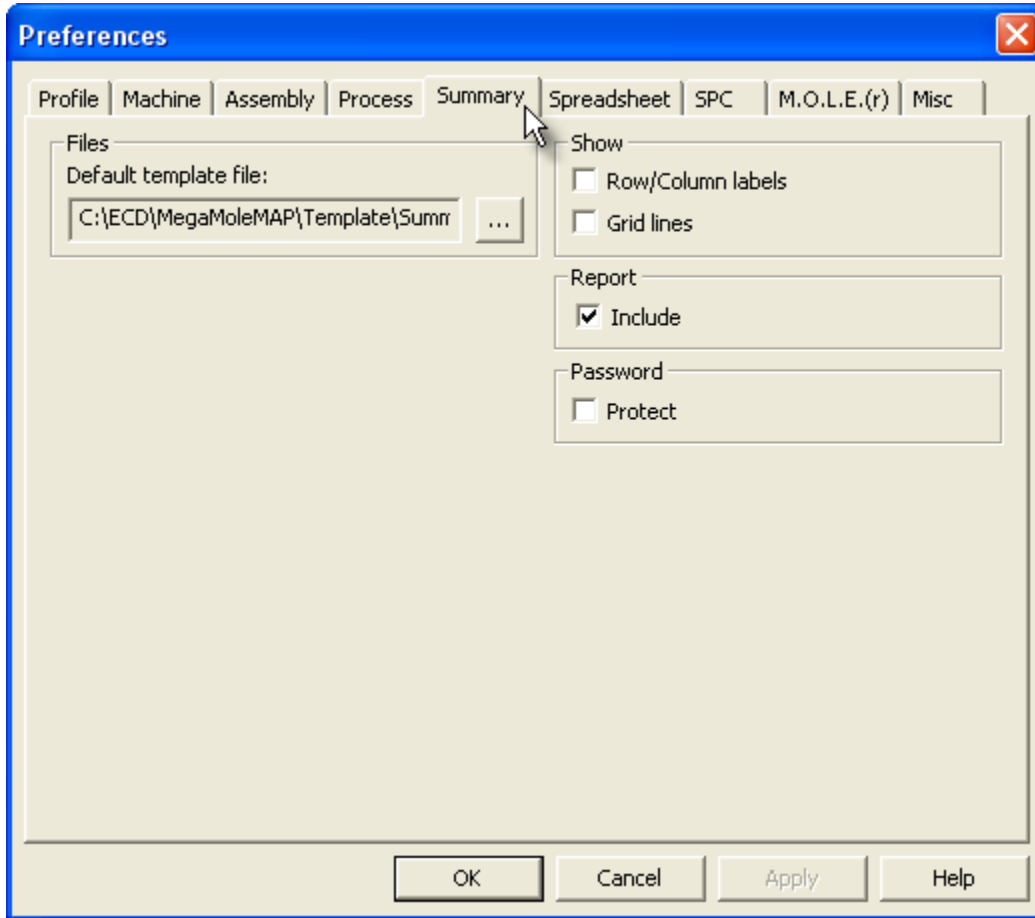 Preferences
Profile Machine Assembly Process Summary Spreadsheet SPC M.O.L.E.(r) Misc
Files
Default template file:
C:\ECD\MegaMoleMAP\Template\Summ ...
Show
Row/Column labels
Grid lines
Report
Include
Password
Protect
OK Cancel Apply Help